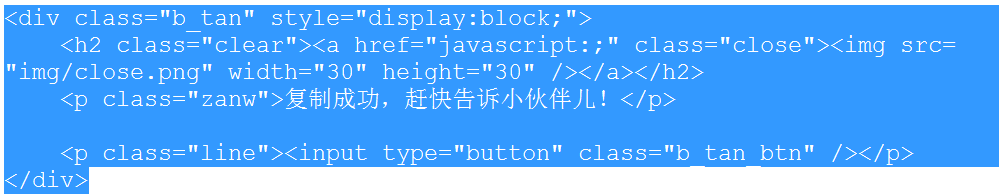 <div class="b_tan" style="display:block;">
    <h2 class="clear"><a href="javascript:;" class="close"><img src=
"img/close.png" width="30" height="30" /></a></h2>
    <p class="zanw">复制成功，赶快告诉小伙伴儿！</p>
    <p class="line"><input type="button" class="b_tan_btn" /></p>
</div>